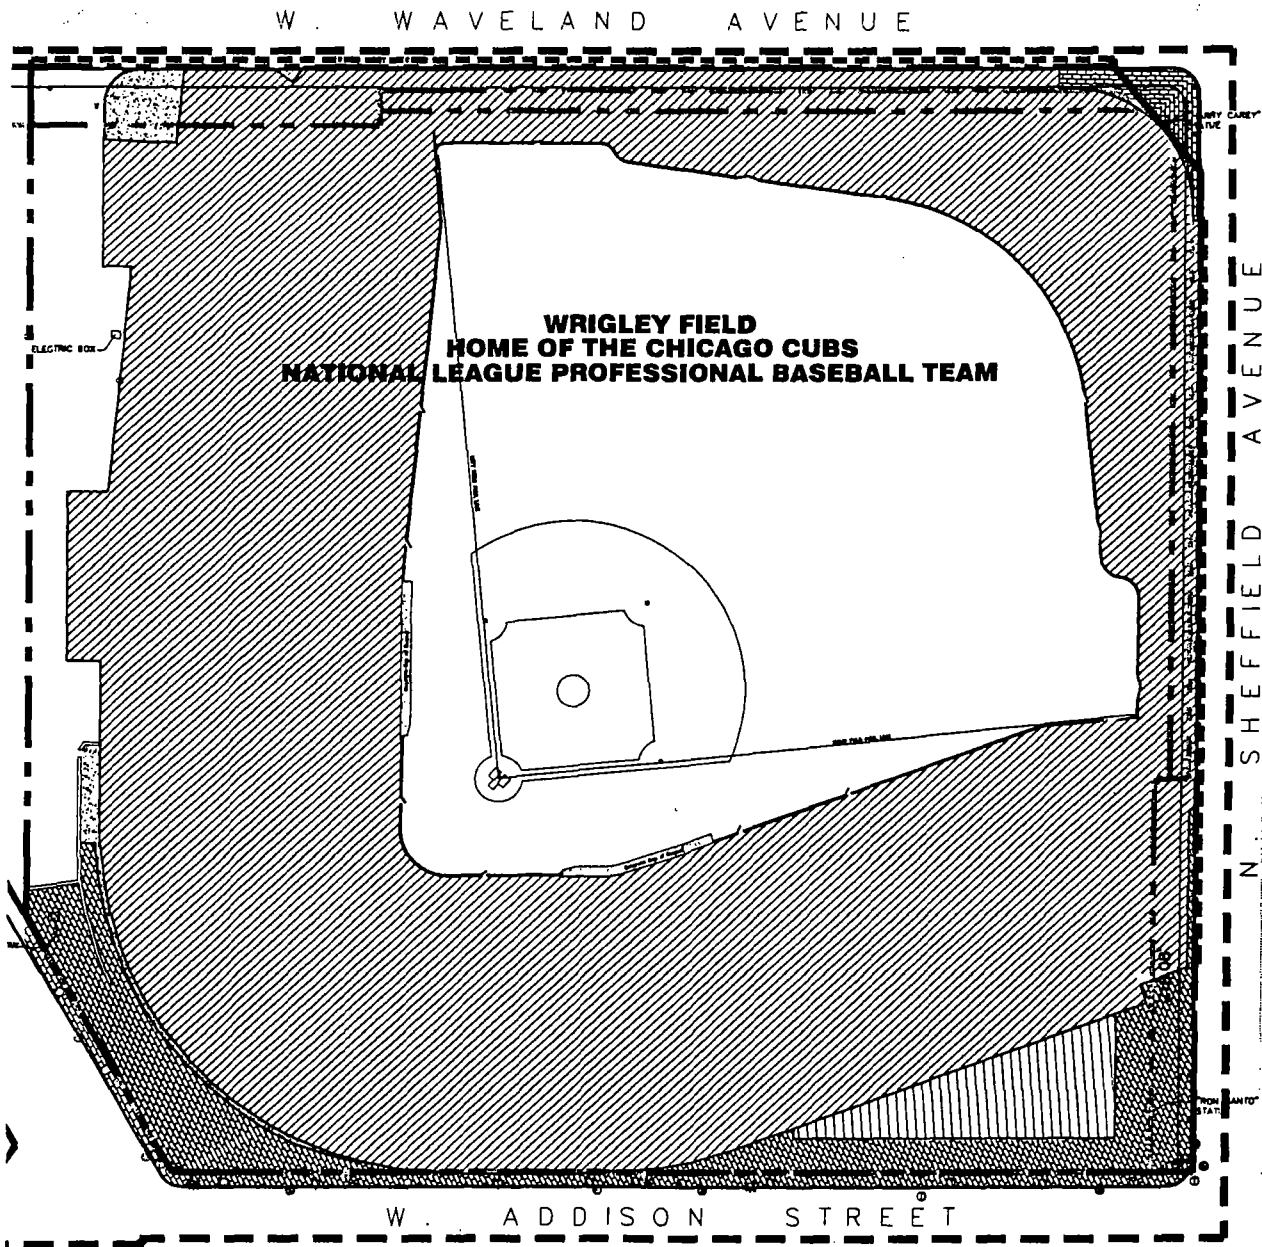 W. WAVELAND AVENUE
WRIGLEY FIELD
HOME OF THE CHICAGO CUBS
NATIONAL LEAGUE PROFESSIONAL BASEBALL TEAM
ELECTRIC BOX
N SHEFFIELD AVENUE
W. ADDISON STREET